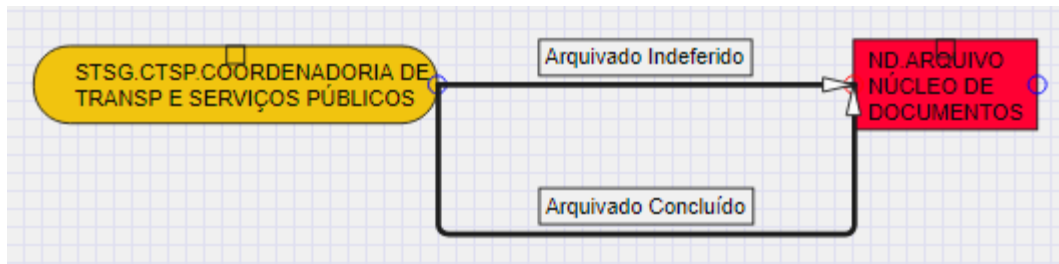 STSG.CTSP.COORDENADORIA DE
TRANSP E SERVIÇOS PÚBLICOS
Arquivado Indeferido
ND.ARQUIVO
NÚCLEO DE
DOCUMENTOS
Arquivado Concluído